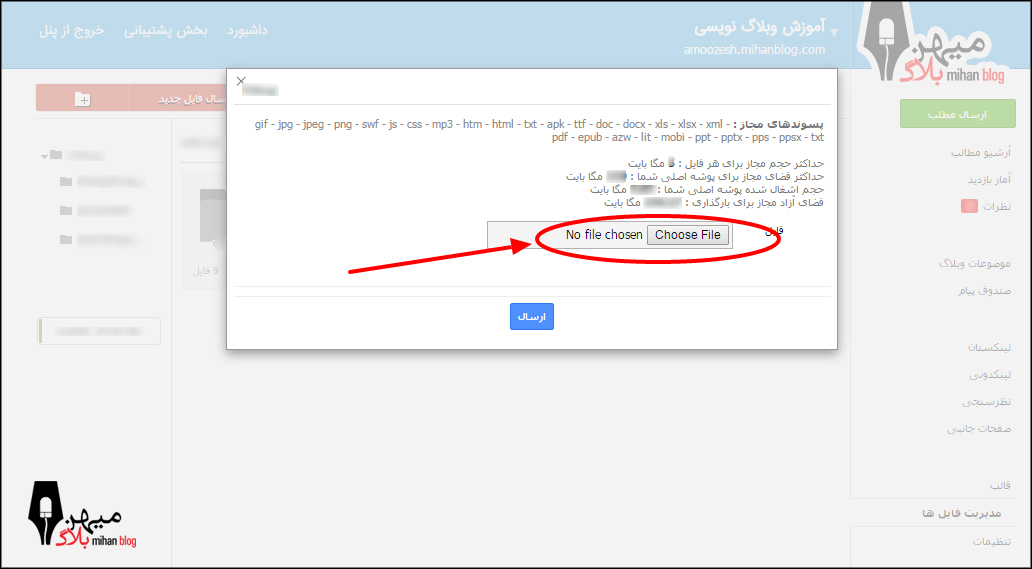 میهن بلاگ
mihan blog
آموزش وبلاگ نویسی
amoozesh.mihanblog.com
داشبورد
بخش پشتیبانی
خروج از پنل
ارسال فایل جدید
پسوندهای مجاز : gif - jpg - jpeg - png - swf - js - css - mp3 - htm - html - txt - apk - ttf - doc - docx - xls - xlsx - xml -
pdf - epub - azw - lit - mobi - ppt - pptx - pps - ppsx - txt
حداکثر حجم مجاز برای هر فایل : مگا بایت
حداکثر فضای مجاز برای پوشه اصلی شما : مگا بایت
حجم اشغال شده پوشه اصلی شما : مگا بایت
فضای آزاد مجاز برای بارگذاری : مگا بایت
فایل
Choose File No file chosen
ارسال
9 فایل
ارسال مطلب
آرشیو مطالب
آمار بازدید
نظرات
موضوعات وبلاگ
صندوق پیام
لینکستان
لینکدونی
نظرسنجی
صفحات جانبی
قالب
مدیریت فایل ها
تنظیمات
میهن بلاگ
mihan blog